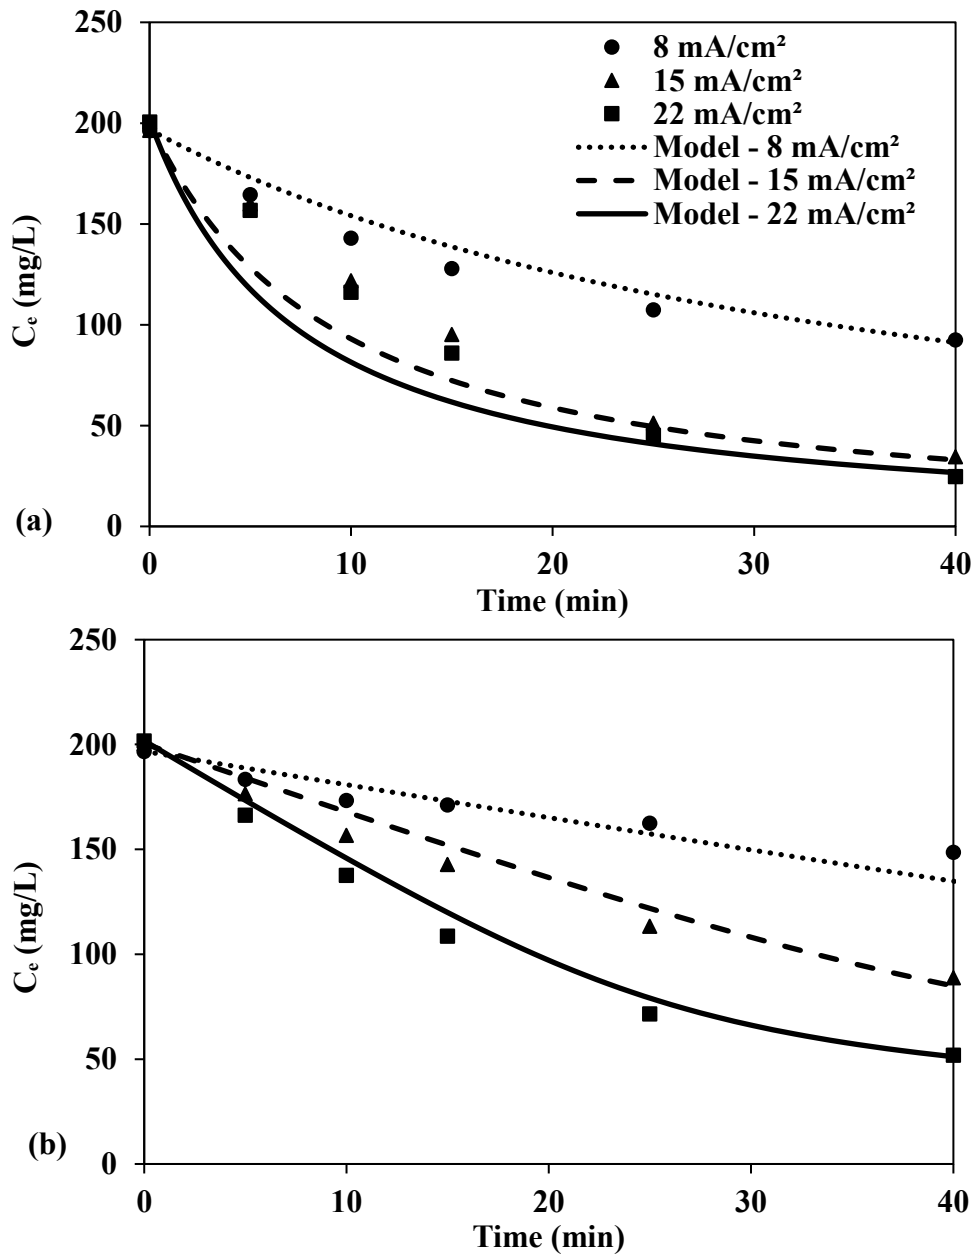 250
200
150
100
50
0
C_e (mg/L)
8 mA/cm²
15 mA/cm²
22 mA/cm²
Model - 8 mA/cm²
Model - 15 mA/cm²
Model - 22 mA/cm²
(a)
0 10 20 30 40
Time (min)
250
200
150
100
50
0
C_e (mg/L)
(b)
0 10 20 30 40
Time (min)